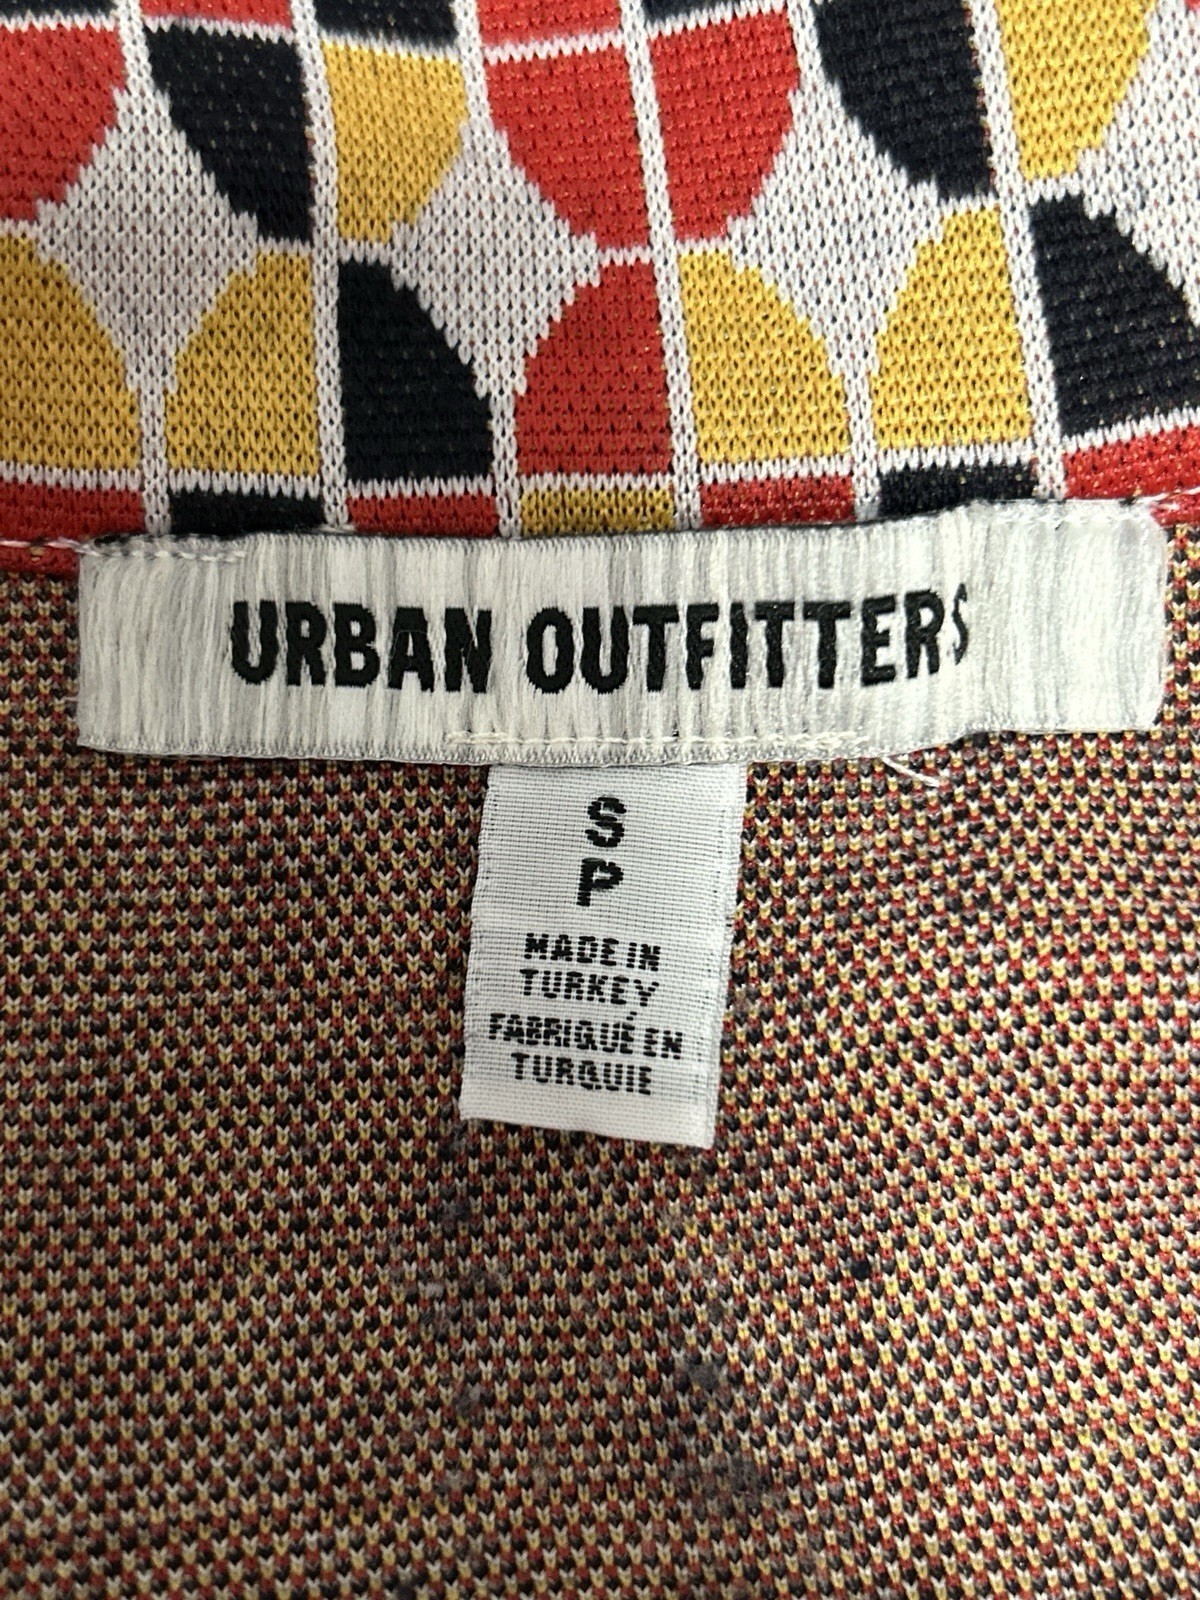 URBAN OUTFITTERS
S
P
MADE IN
TURKEY
FABRIQUÉ EN
TURQUIE